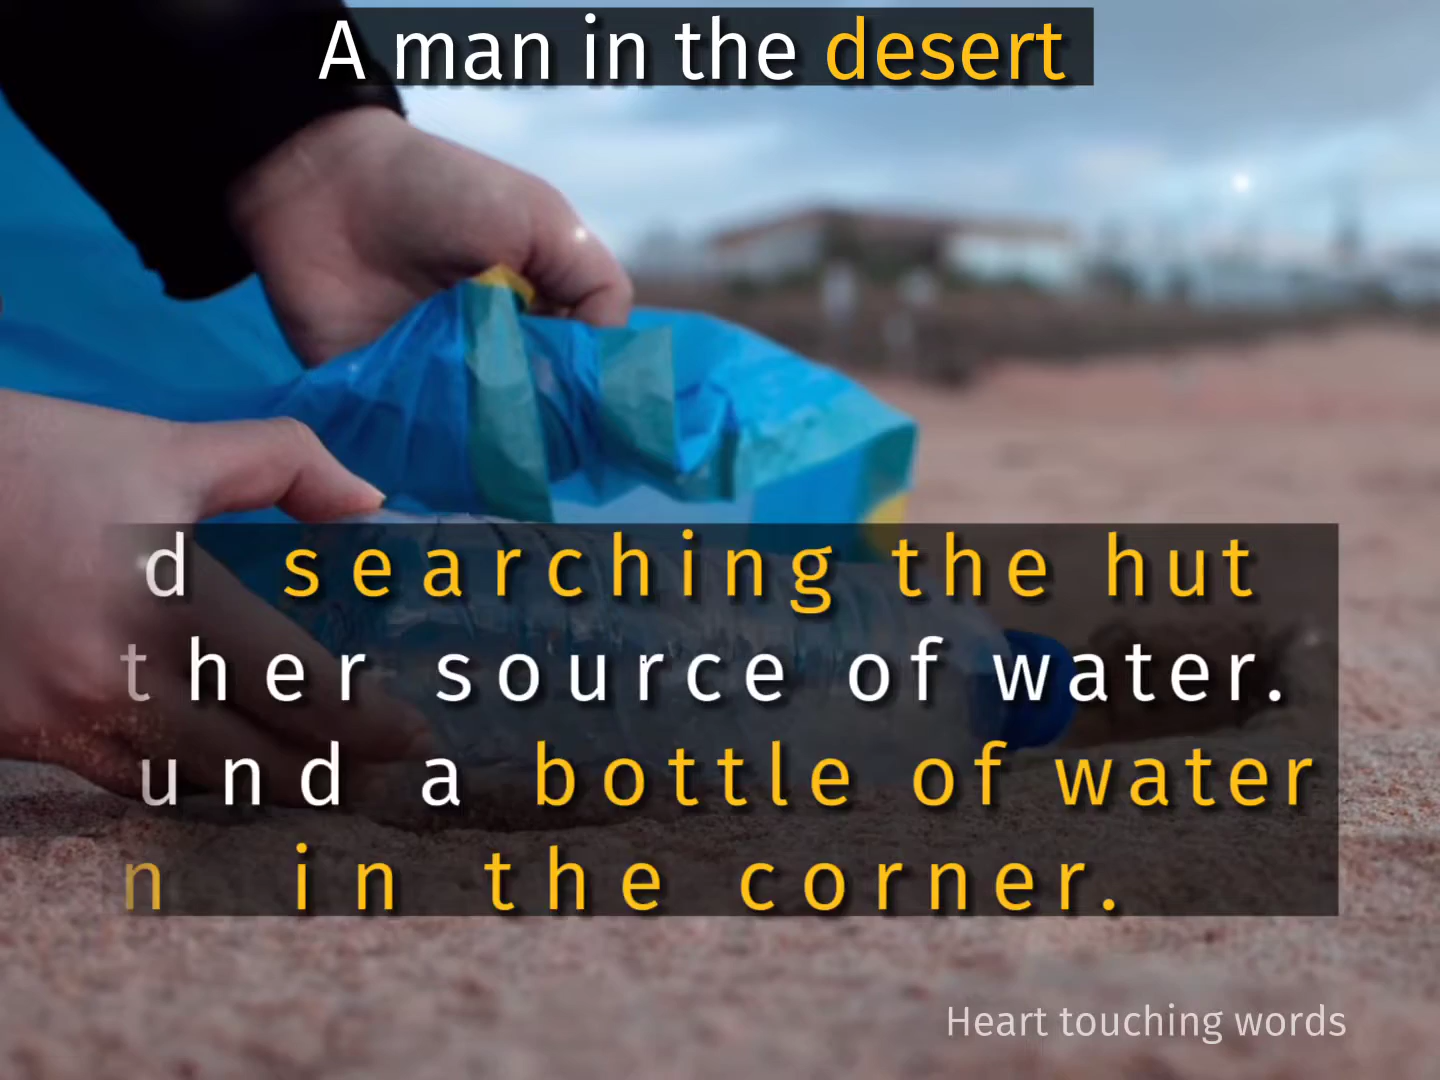 A man in the desert
d searching the hut
ther source of water.
und a bottle of water
n in the corner.
Heart touching words